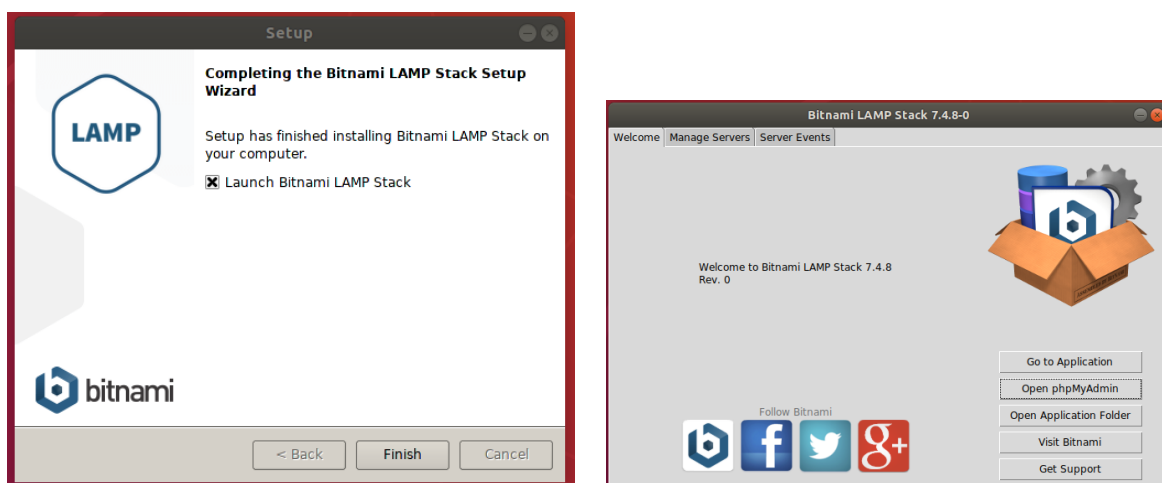 Setup
Completing the Bitnami LAMP Stack Setup
Wizard
LAMP
Setup has finished installing Bitnami LAMP Stack on
your computer.
Launch Bitnami LAMP Stack
bitnami
< Back
Finish
Cancel
Bitnami LAMP Stack 7.4.8-0
Welcome
Manage Servers
Server Events
Welcome to Bitnami LAMP Stack 7.4.8
Rev. 0
Go to Application
Open phpMyAdmin
Open Application Folder
Visit Bitnami
Get Support
Follow Bitnami
b
f
g+